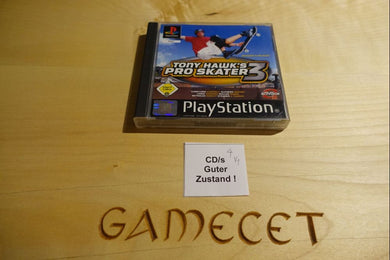 TONY HAWK'S
PRO SKATER 3
PlayStation
CD/s
Guter
Zustand !
GAMECET